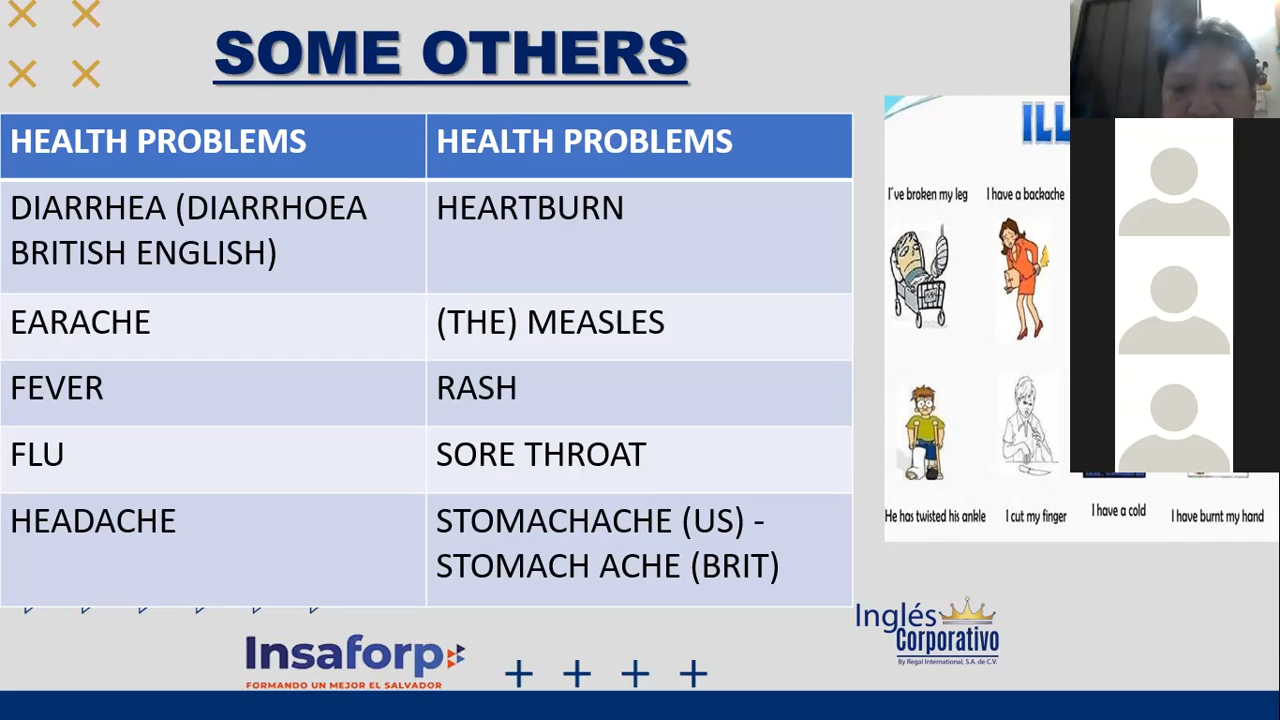 SOME OTHERS
HEALTH PROBLEMS
HEALTH PROBLEMS
DIARRHEA (DIARRHOEA
BRITISH ENGLISH)
HEARTBURN
EARACHE
(THE) MEASLES
FEVER
RASH
FLU
SORE THROAT
HEADACHE
STOMACHACHE (US) -
STOMACH ACHE (BRIT)
ILL
I´ve broken my leg
I have a backache
He has twisted his ankle
I cut my finger
I have a cold
I have burnt my hand
Insaforp
FORMANDO UN MEJOR EL SALVADOR
Inglés
Corporativo
By Regal International, S.A. de C.V.